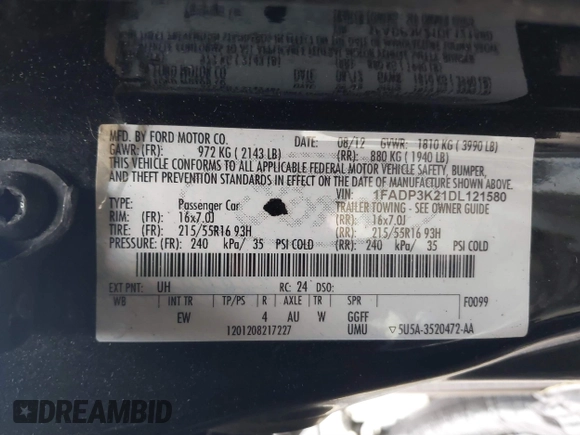 MFD. BY FORD MOTOR CO. DATE: 08/12 GVWR: 1810 KG ( 3990 LB)
GAWR: (FR): 972 KG ( 2143 LB) (RR): 880 KG ( 1940 LB)
THIS VEHICLE CONFORMS TO ALL APPLICABLE FEDERAL MOTOR VEHICLE SAFETY, BUMPER,
AND THEFT PREVENTION STANDARDS IN EFFECT ON THE DATE OF MANUFACTURE SHOWN ABOVE.
VIN: 1FADP3K21DL121580
TYPE: Passenger Car TRAILER TOWING - SEE OWNER GUIDE
RIM: (FR): 16x7.0J (RR): 16x7.0J
TIRE: (FR): 215/55R16 93H (RR): 215/55R16 93H
PRESSURE: (FR): 240 kPa/ 35 PSI COLD (RR): 240 kPa/ 35 PSI COLD
EXT PNT: UH RC: 24 DSO:
WB INT TR TP/PS R AXLE TR SPR F0099
EW 4 AU W GGFF
1201208217227 UMU ▽5U5A-3520472-AA
DREAMBID